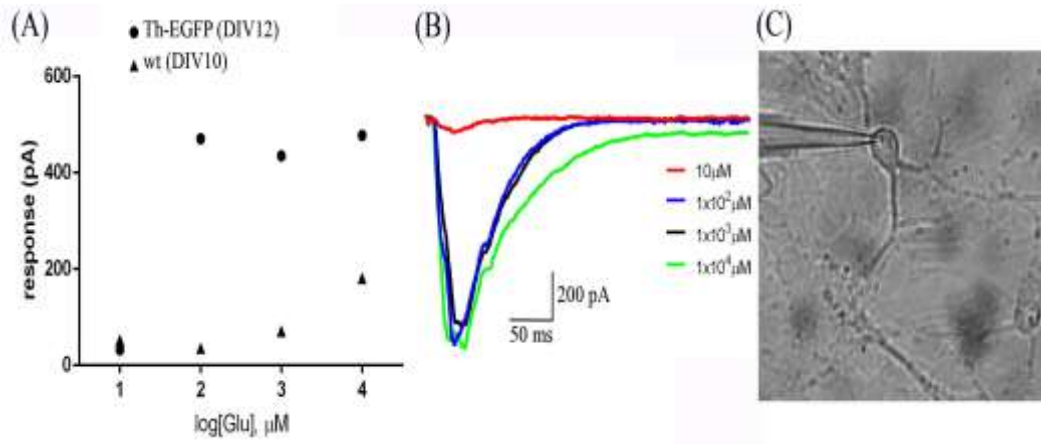 (A)
Th-EGFP (DIV12)
wt (DIV10)
600
400
200
0
response (pA)
1 2 3 4
log[Glu], µM
(B)
10µM
1x10²µM
1x10³µM
1x10⁴µM
200 pA
50 ms
(C)